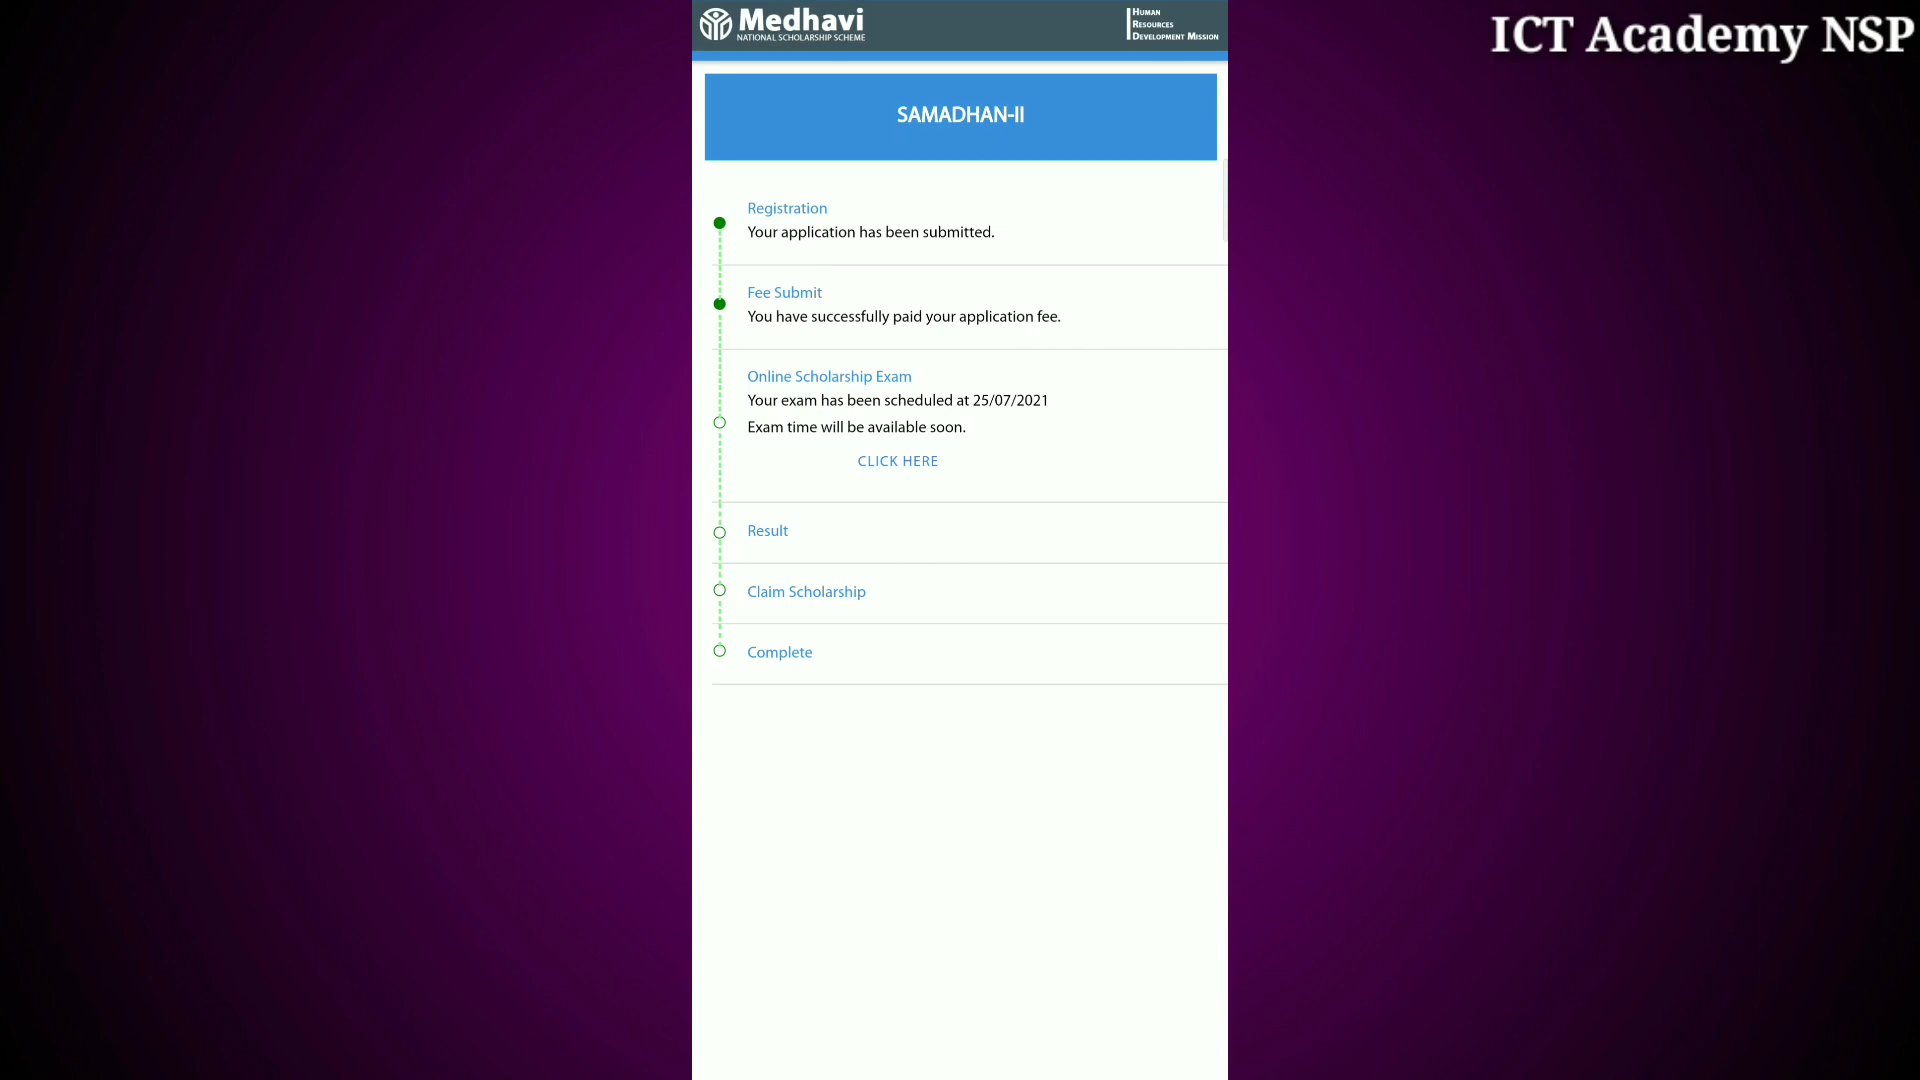 Medhavi
NATIONAL SCHOLARSHIP SCHEME
HUMAN
RESOURCES
DEVELOPMENT MISSION
ICT Academy NSP
SAMADHAN-II
Registration
Your application has been submitted.
Fee Submit
You have successfully paid your application fee.
Online Scholarship Exam
Your exam has been scheduled at 25/07/2021
Exam time will be available soon.
CLICK HERE
Result
Claim Scholarship
Complete